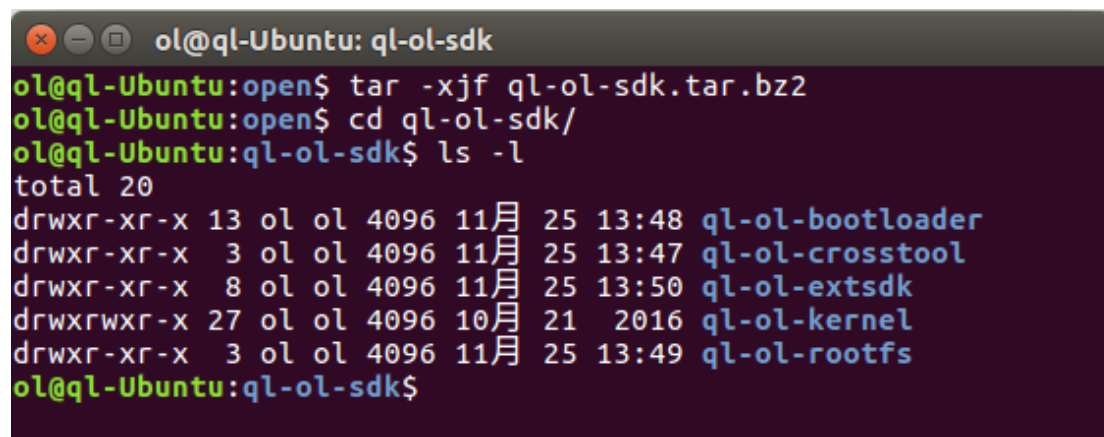 ol@ql-Ubuntu: ql-ol-sdk
ol@ql-Ubuntu:open$ tar -xjf ql-ol-sdk.tar.bz2
ol@ql-Ubuntu:open$ cd ql-ol-sdk/
ol@ql-Ubuntu:ql-ol-sdk$ ls -l
total 20
drwxr-xr-x 13 ol ol 4096 11月 25 13:48 ql-ol-bootloader
drwxr-xr-x  3 ol ol 4096 11月 25 13:47 ql-ol-crosstool
drwxr-xr-x  8 ol ol 4096 11月 25 13:50 ql-ol-extsdk
drwxrwxr-x 27 ol ol 4096 10月 21  2016 ql-ol-kernel
drwxr-xr-x  3 ol ol 4096 11月 25 13:49 ql-ol-rootfs
ol@ql-Ubuntu:ql-ol-sdk$